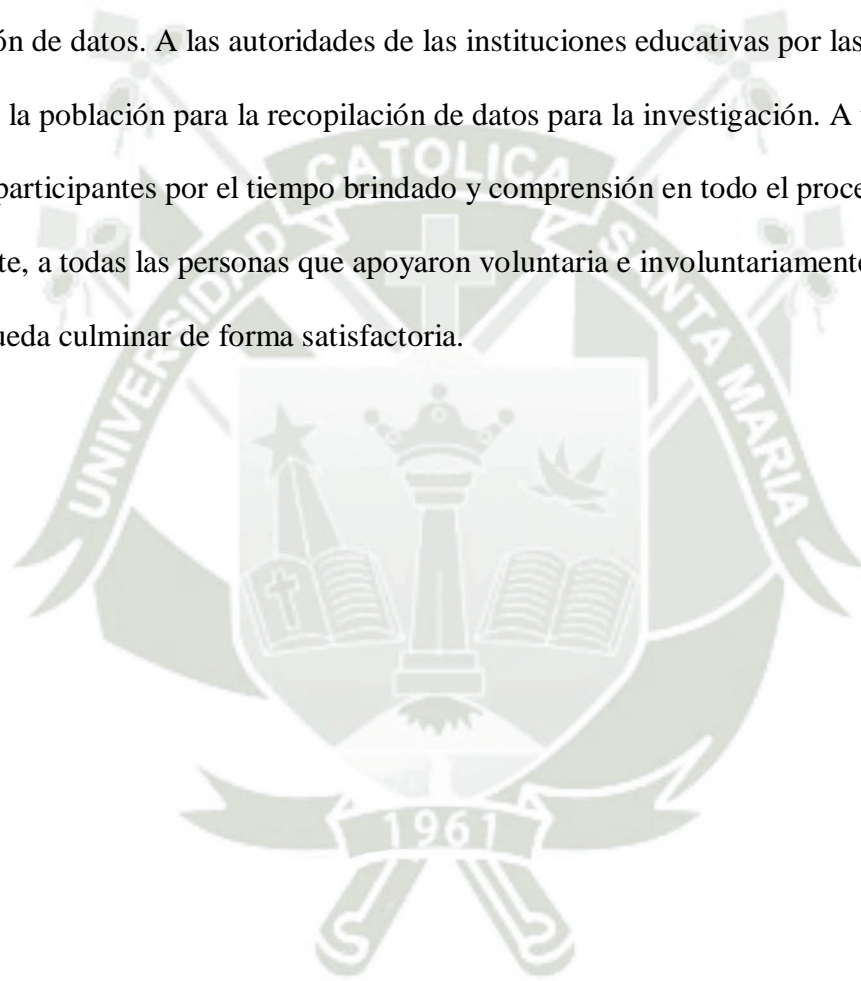 ón de datos. A las autoridades de las instituciones educativas por las
la población para la recopilación de datos para la investigación. A
participantes por el tiempo brindado y comprensión en todo el proce
te, a todas las personas que apoyaron voluntaria e involuntariamente
ueda culminar de forma satisfactoria.
UNIVERSIDAD CATOLICA SANTA MARIA
1961